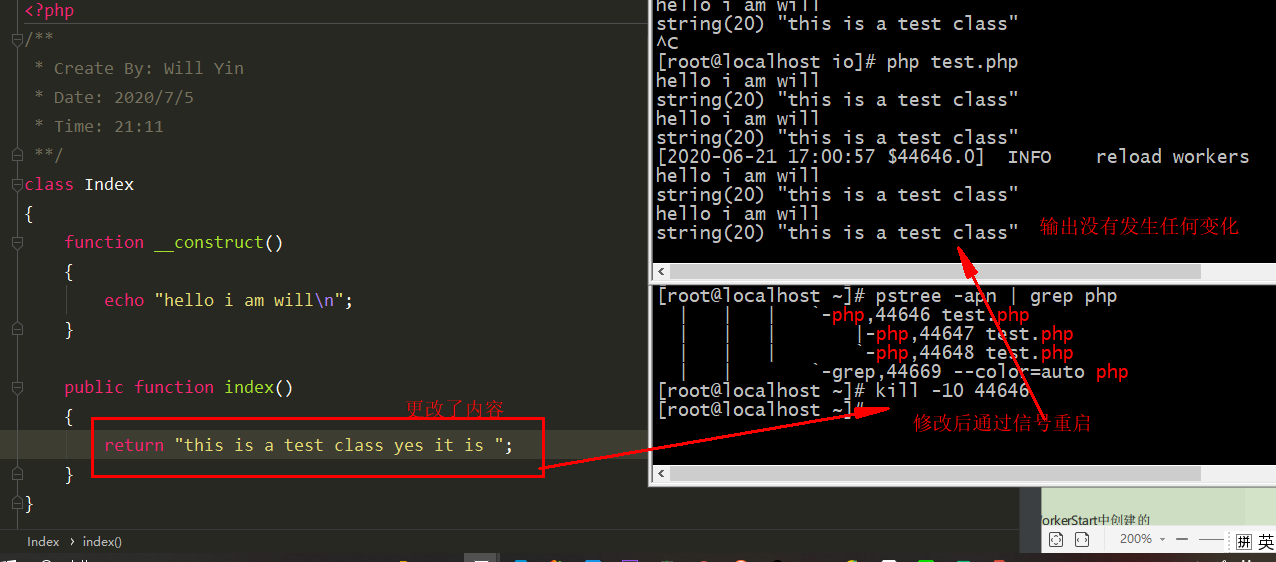 <?php
/**
* Create By: Will Yin
* Date: 2020/7/5
* Time: 21:11
**/
class Index
{
function __construct()
{
echo "hello i am will\n";
}
public function index()
{
更改了内容
return "this is a test class yes it is ";
}
}
Index › index()
hello i am will
string(20) "this is a test class"
^C
[root@localhost io]# php test.php
hello i am will
string(20) "this is a test class"
hello i am will
string(20) "this is a test class"
[2020-06-21 17:00:57 $44646.0]  INFO    reload workers
hello i am will
string(20) "this is a test class"
hello i am will
string(20) "this is a test class"
输出没有发生任何变化
[root@localhost ~]# pstree -apn | grep php
|   |   |   `-php,44646 test.php
|   |   |       |-php,44647 test.php
|   |   |       `-php,44648 test.php
|   |       `-grep,44669 --color=auto php
[root@localhost ~]# kill -10 44646
[root@localhost ~]#
修改后通过信号重启
orkerStart中创建的
200%
拼 英